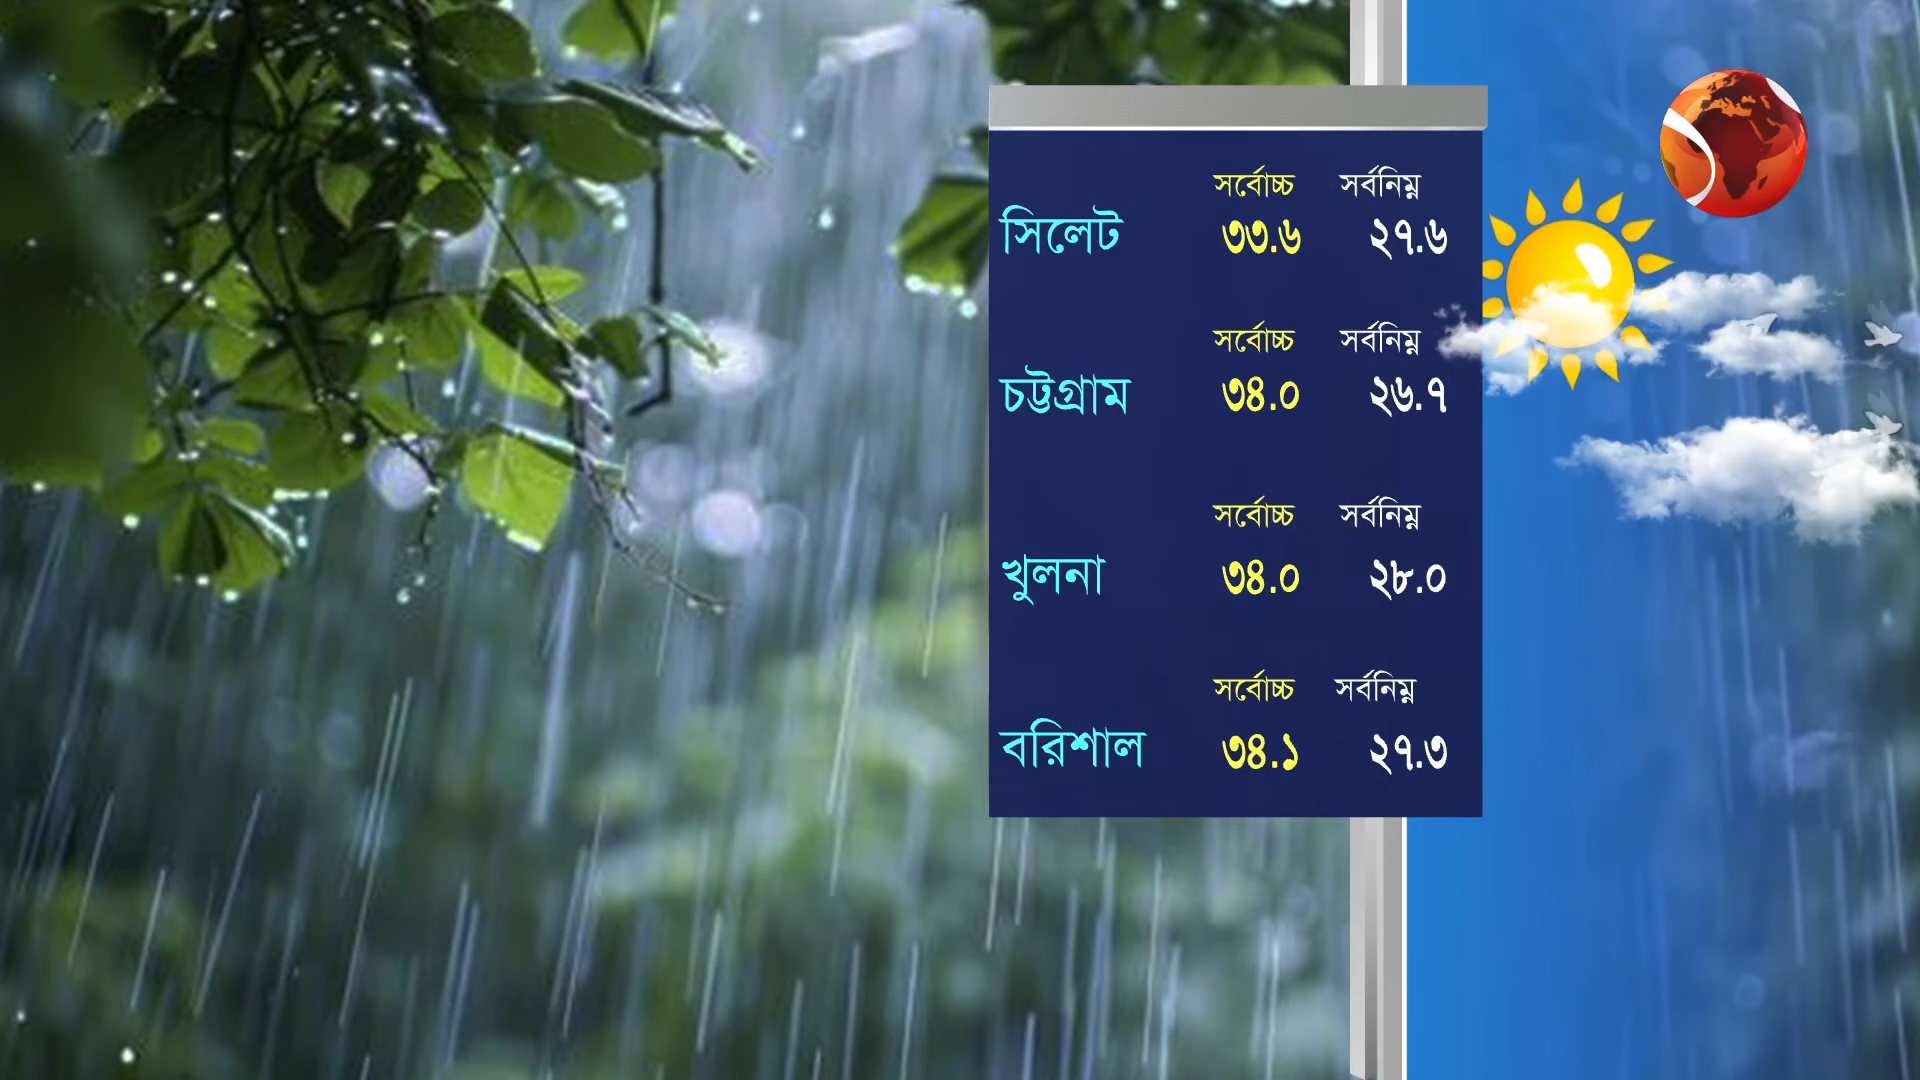 সর্বোচ্চ সর্বনিম্ন
সিলেট ৩৩.৬ ২৭.৬
সর্বোচ্চ সর্বনিম্ন
চট্টগ্রাম ৩৪.০ ২৬.৭
সর্বোচ্চ সর্বনিম্ন
খুলনা ৩৪.০ ২৮.০
সর্বোচ্চ সর্বনিম্ন
বরিশাল ৩৪.১ ২৭.৩